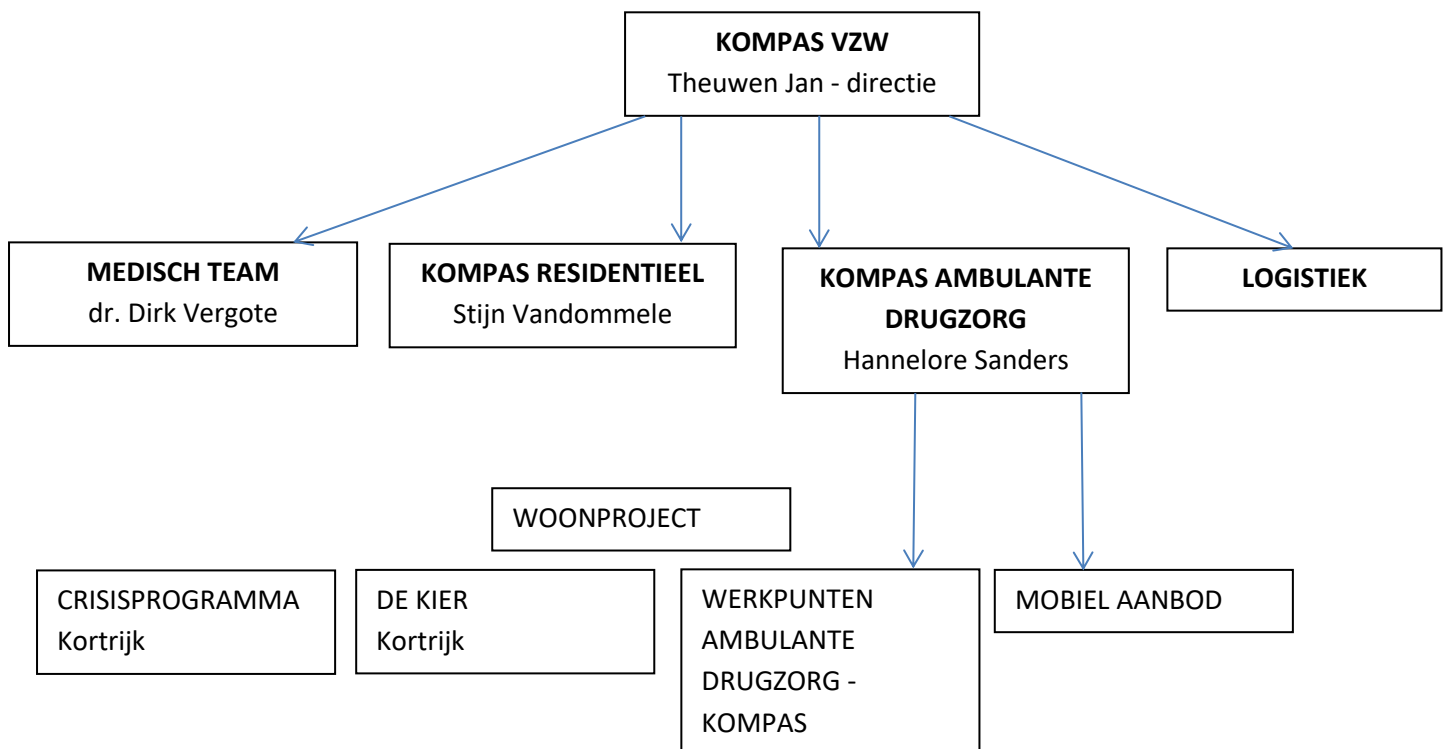 KOMPAS VZW
Theuwen Jan - directie
MEDISCH TEAM
dr. Dirk Vergote
KOMPAS RESIDENTIEEL
Stijn Vandommele
KOMPAS AMBULANTE
DRUGZORG
Hannelore Sanders
LOGISTIEK
WOONPROJECT
CRISISPROGRAMMA
Kortrijk
DE KIER
Kortrijk
WERKPUNTEN
AMBULANTE
DRUGZORG -
KOMPAS
MOBIEL AANBOD